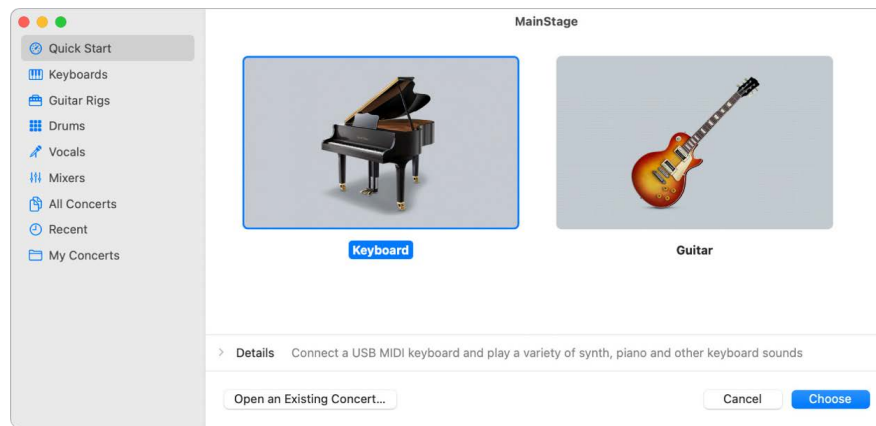 MainStage
Quick Start
Keyboards
Guitar Rigs
Drums
Vocals
Mixers
All Concerts
Recent
My Concerts
Keyboard
Guitar
Details Connect a USB MIDI keyboard and play a variety of synth, piano and other keyboard sounds
Open an Existing Concert...
Cancel
Choose